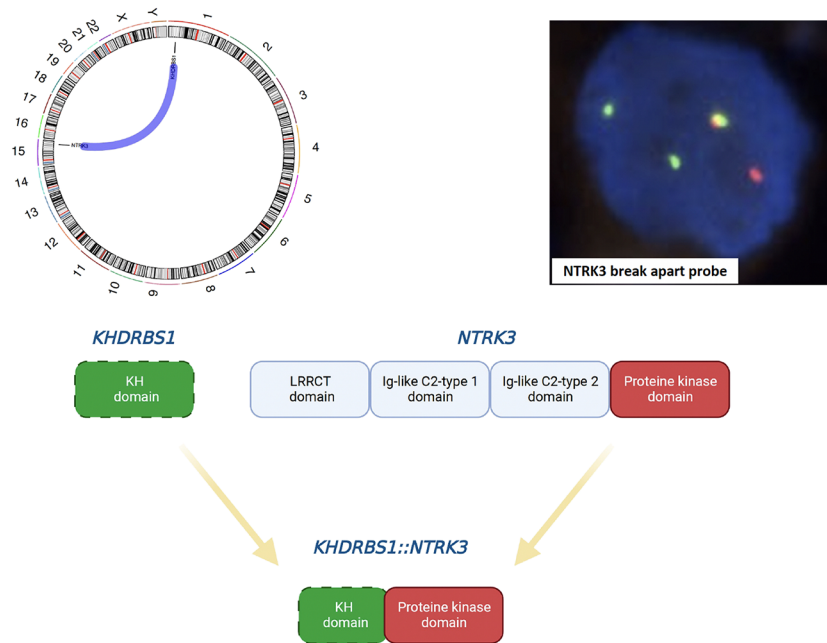 Y
1
2
3
4
5
6
7
8
9
10
11
12
13
14
15
16
17
18
19
20
21
22
X
KHDRBS1
NTRK3
NTRK3 break apart probe
KHDRBS1
NTRK3
KH
domain
LRRCT
domain
Ig-like C2-type 1
domain
Ig-like C2-type 2
domain
Proteine kinase
domain
KHDRBS1::NTRK3
KH
domain
Proteine kinase
domain